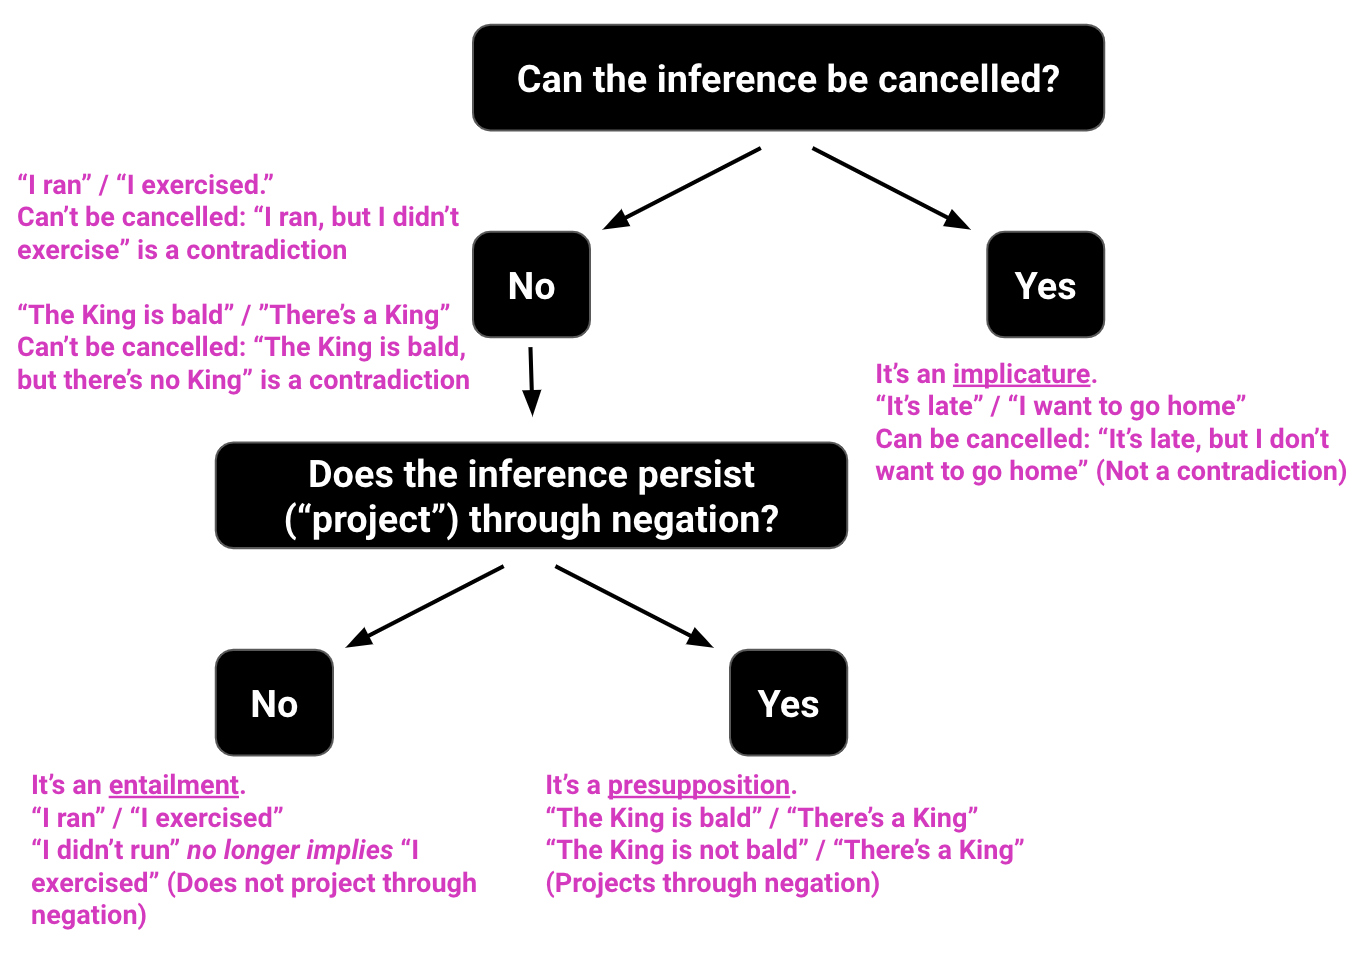 Can the inference be cancelled?
“I ran” / “I exercised.”
Can’t be cancelled: “I ran, but I didn’t
exercise” is a contradiction
“The King is bald” / ”There’s a King”
Can’t be cancelled: “The King is bald,
but there’s no King” is a contradiction
No
Yes
It’s an implicature.
“It’s late” / “I want to go home”
Can be cancelled: “It’s late, but I don’t
want to go home” (Not a contradiction)
Does the inference persist
(“project”) through negation?
No
Yes
It’s an entailment.
“I ran” / “I exercised”
“I didn’t run” no longer implies “I
exercised” (Does not project through
negation)
It’s a presupposition.
“The King is bald” / “There’s a King”
“The King is not bald” / “There’s a King”
(Projects through negation)